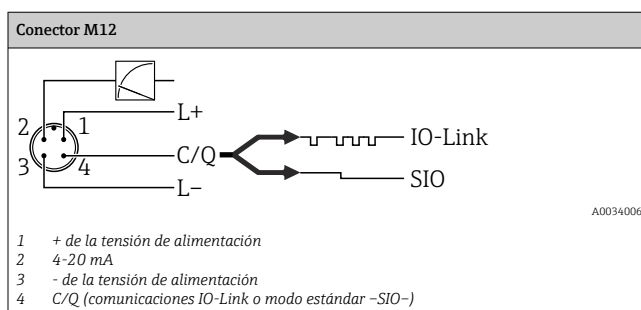 Conector M12
L+
2 1
C/Q IO-Link
3 4
L– SIO
A0034006
1 + de la tensión de alimentación
2 4-20 mA
3 - de la tensión de alimentación
4 C/Q (comunicaciones IO-Link o modo estándar –SIO–)